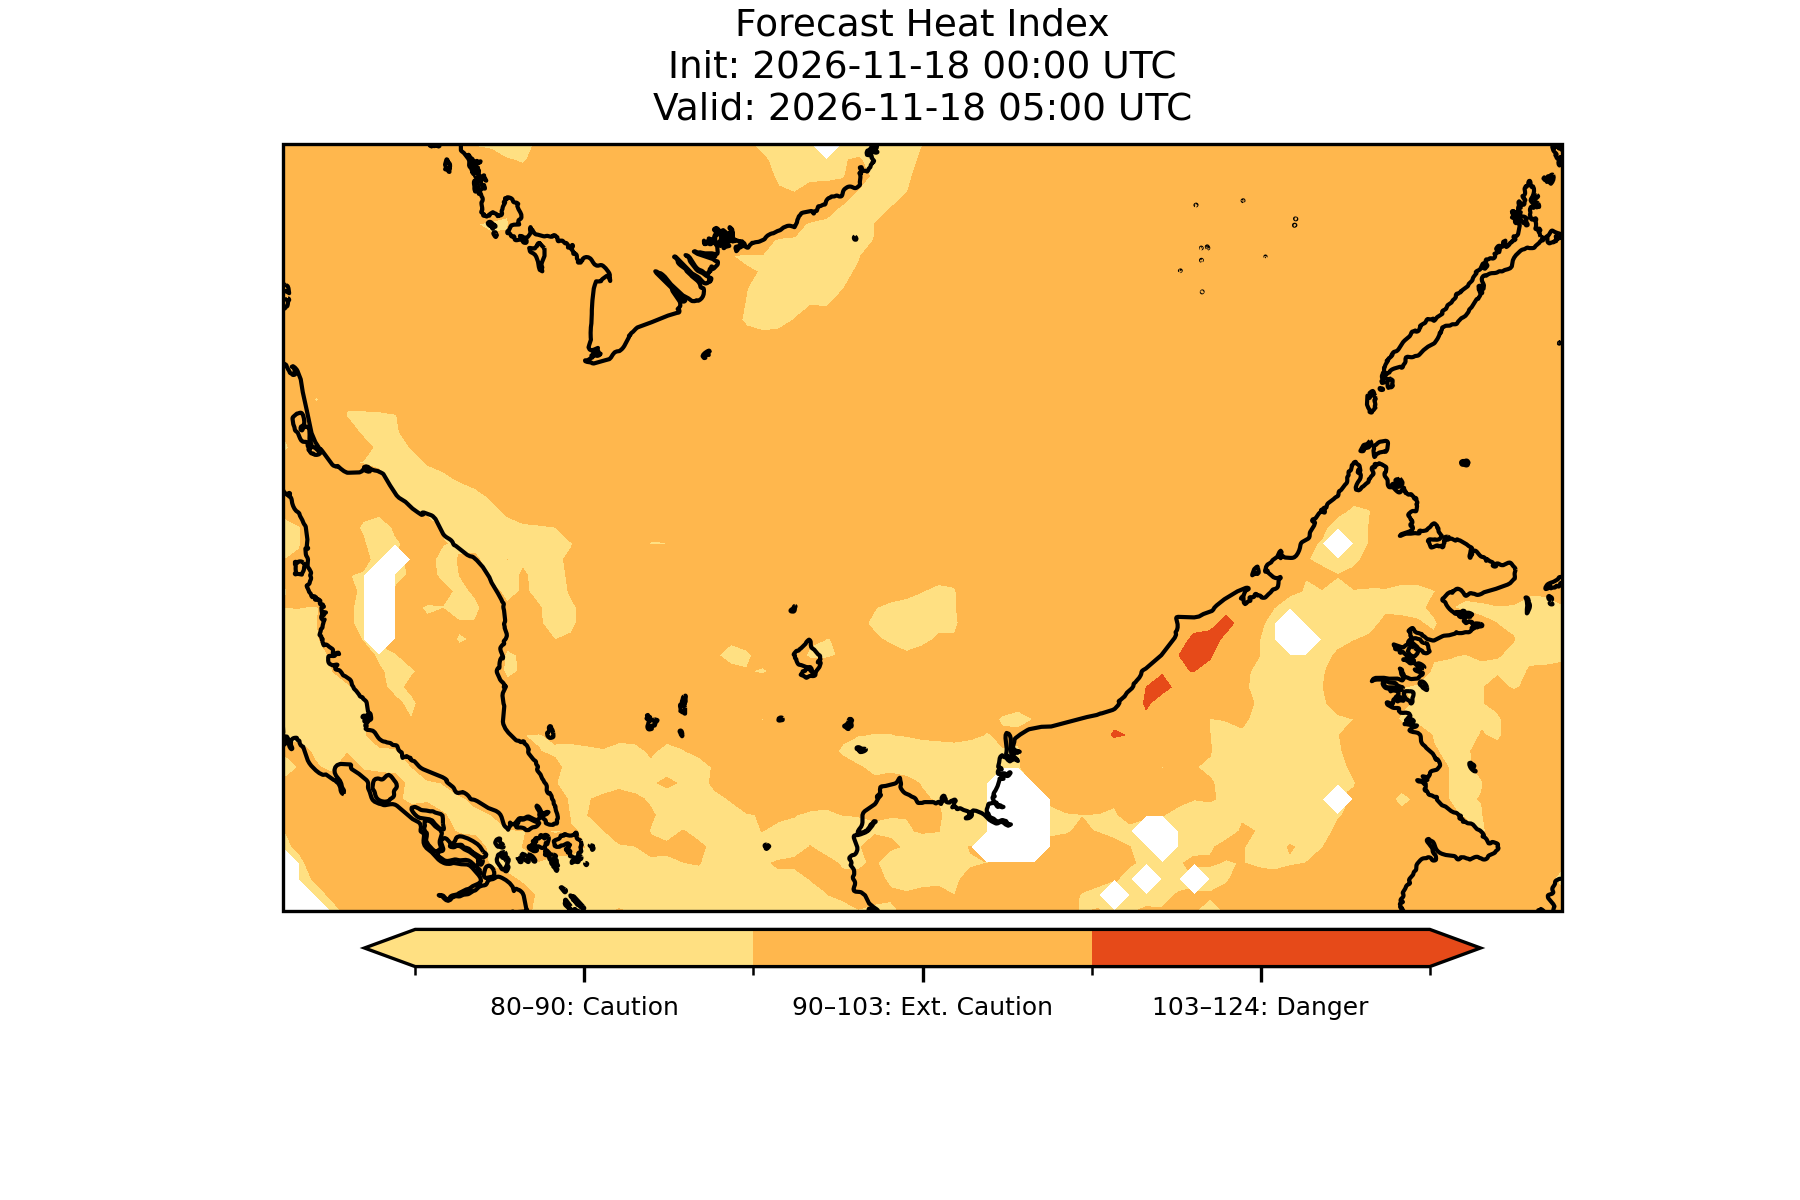 Forecast Heat Index
Init: 2026-11-18 00:00 UTC
Valid: 2026-11-18 05:00 UTC
80–90: Caution
90–103: Ext. Caution
103–124: Danger